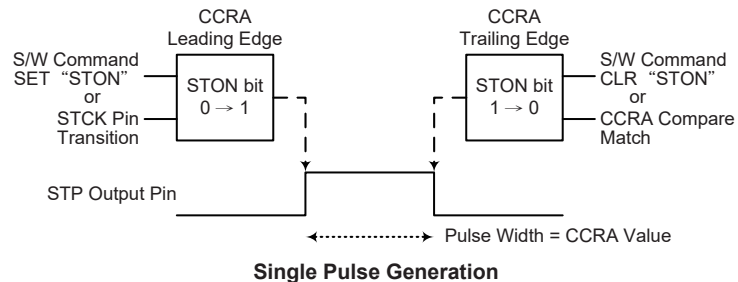 CCRA
Leading Edge
CCRA
Trailing Edge
S/W Command
SET “STON”
or
STCK Pin
Transition
STON bit
0 → 1
STON bit
1 → 0
S/W Command
CLR “STON”
or
CCRA Compare
Match
STP Output Pin
Pulse Width = CCRA Value
Single Pulse Generation